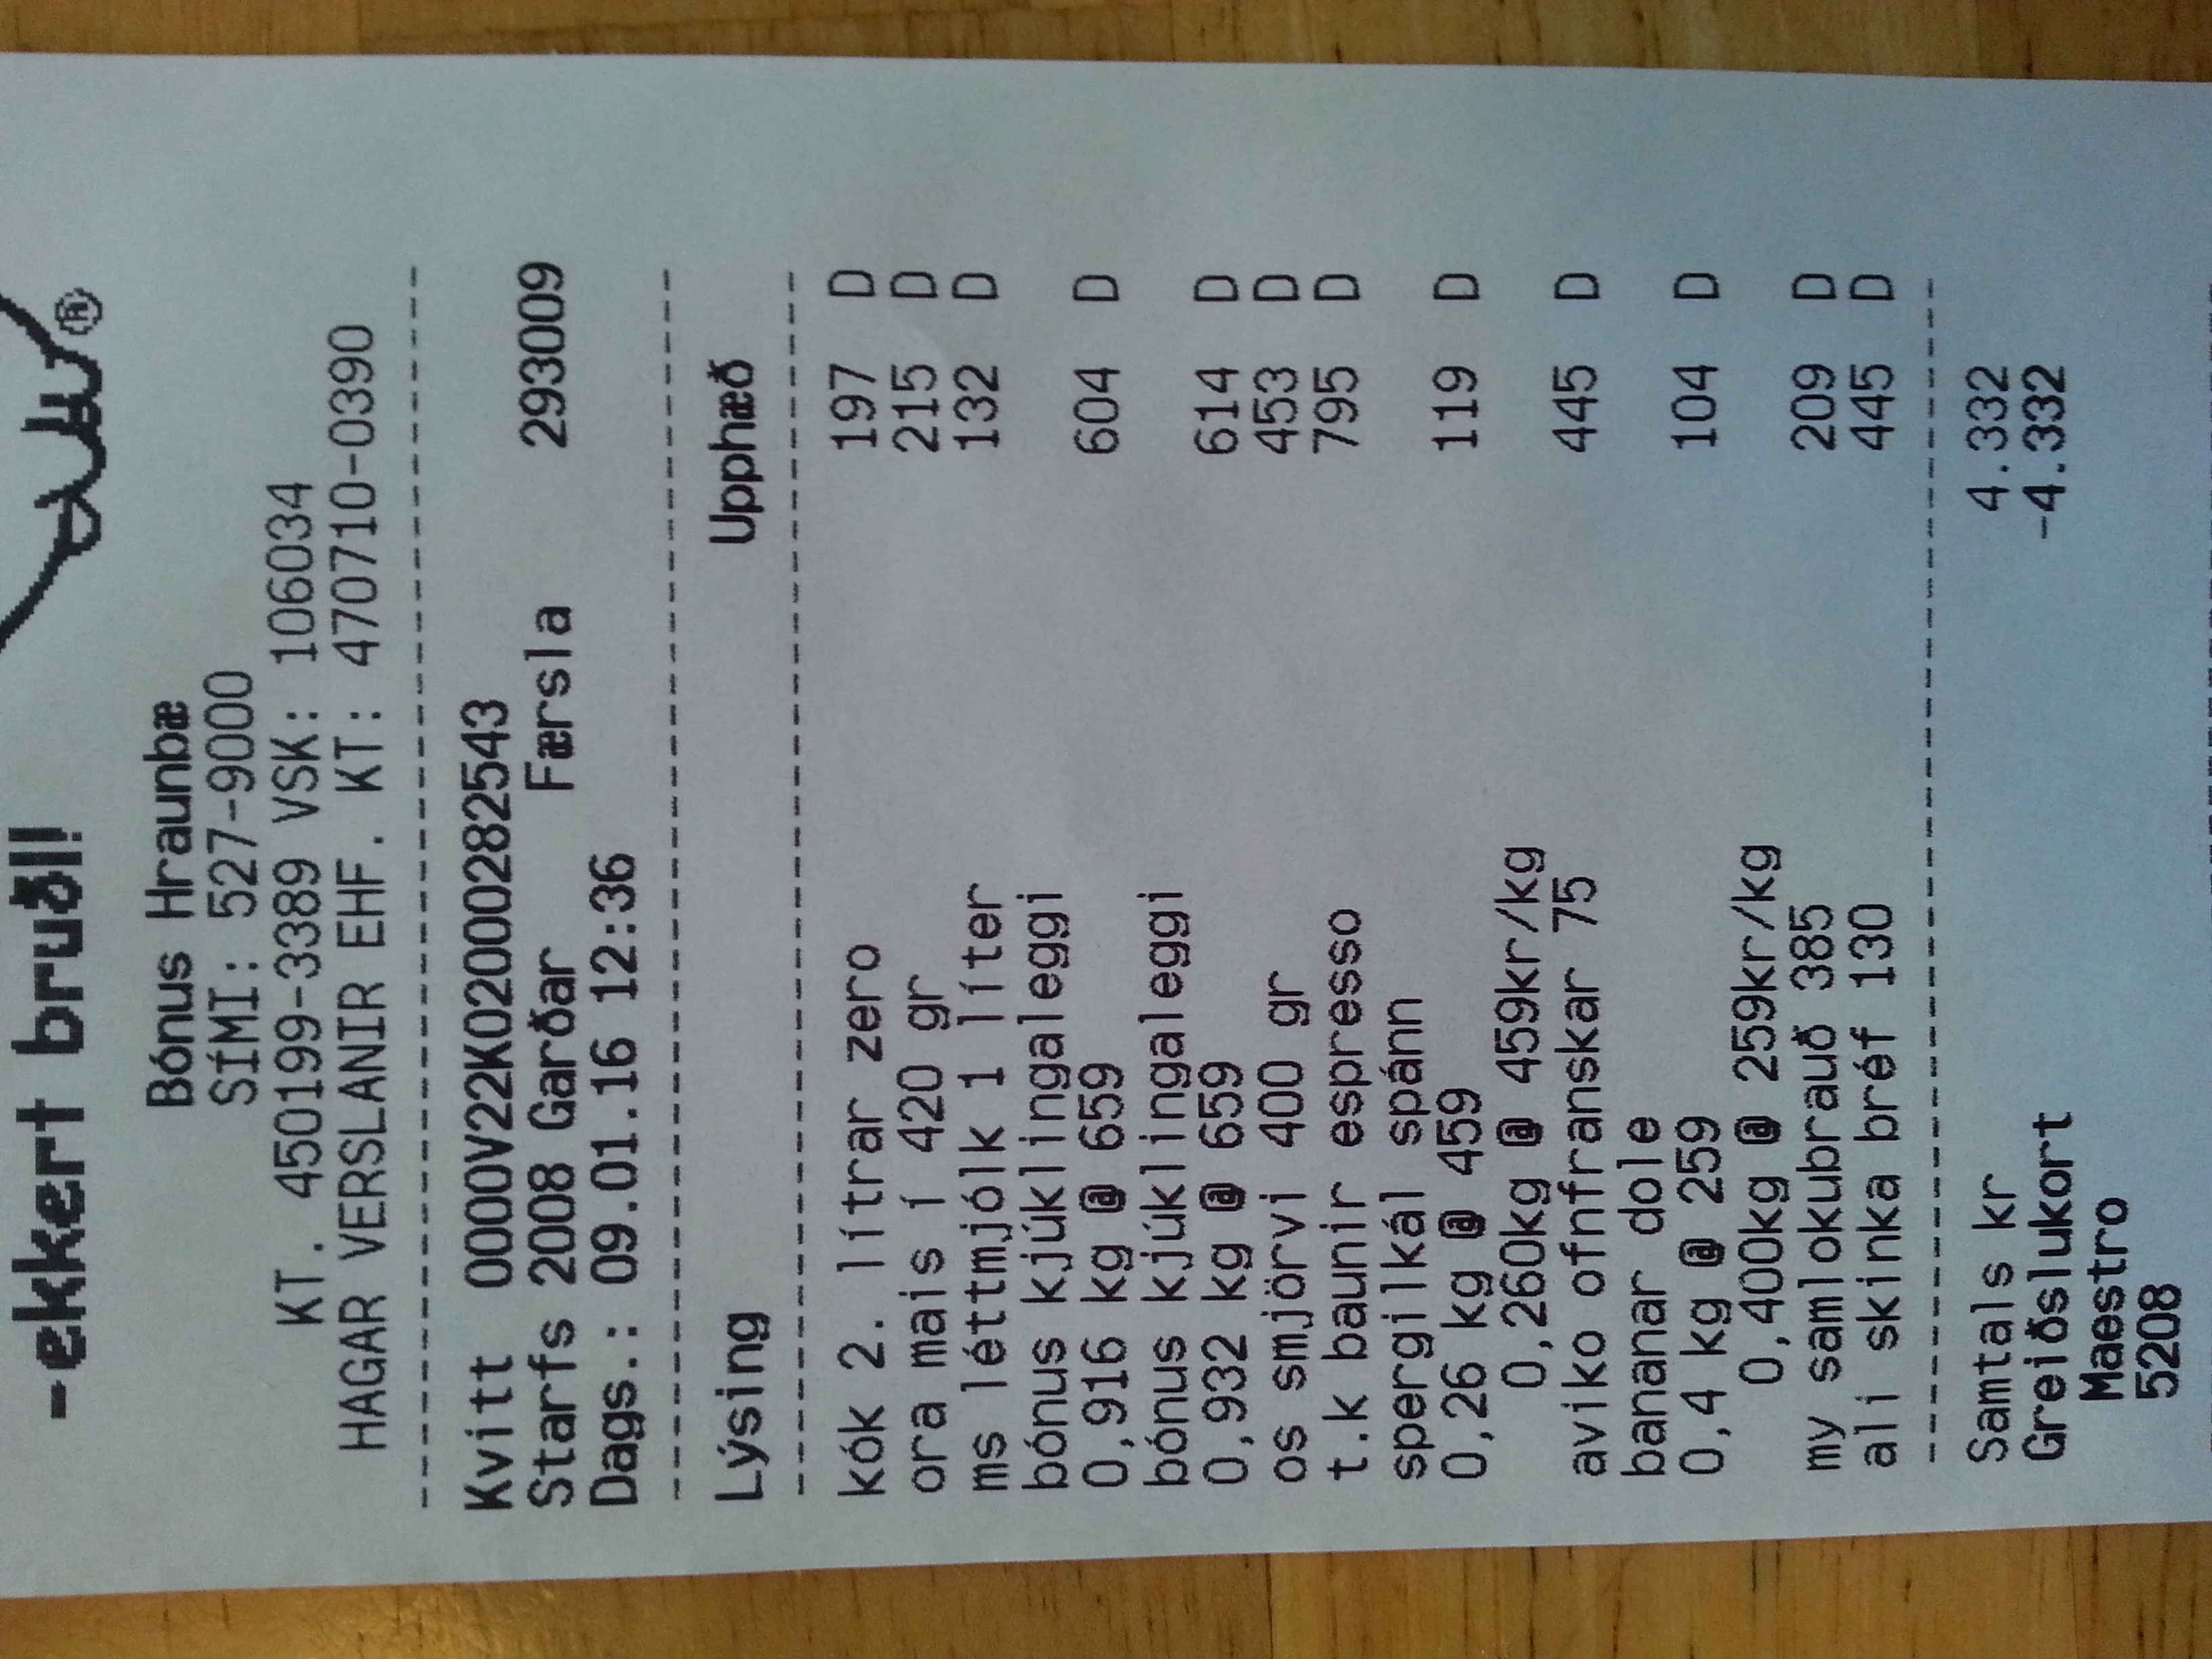 -ekkert bruðl!
®
Bónus Hraunbæ
SÍMI: 527-9000
KT. 450199-3389 VSK: 106034
HAGAR VERSLANIR EHF. KT: 470710-0390
Kvitt 0000V22K0200028​2543
Starfs 2008 Garðar Færsla 293009
Dags.: 09.01.16 12:36
Lýsing Upphæð
kók 2. lítrar zero 197 D
ora mais í 420 gr 215 D
ms léttmjólk 1 líter 132 D
bónus kjúklingaleggi
0,916 kg @ 659 604 D
bónus kjúklingaleggi
0,932 kg @ 659 614 D
os smjörvi 400 gr 453 D
t.k baunir espresso 795 D
spergilkál spánn
0,26 kg @ 459 119 D
0,260kg @ 459kr/kg
aviko ofnfranskar 75 445 D
bananar dole
0,4 kg @ 259 104 D
0,400kg @ 259kr/kg
my samlokubrauð 385 209 D
ali skinka bréf 130 445 D
Samtals kr 4.332
Greiðslukort -4.332
Maestro
5208